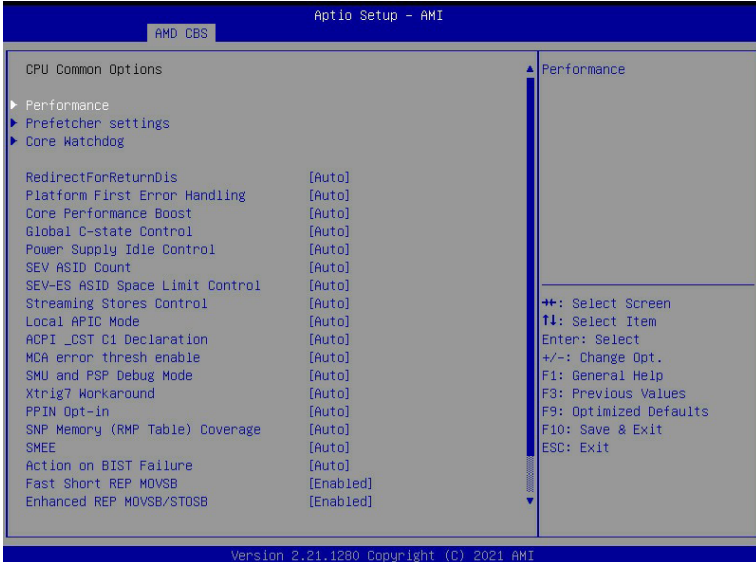 Aptio Setup – AMI
AMD CBS
CPU Common Options
Performance
Prefetcher settings
Core Watchdog
RedirectForReturnDis [Auto]
Platform First Error Handling [Auto]
Core Performance Boost [Auto]
Global C-state Control [Auto]
Power Supply Idle Control [Auto]
SEV ASID Count [Auto]
SEV-ES ASID Space Limit Control [Auto]
Streaming Stores Control [Auto]
Local APIC Mode [Auto]
ACPI _CST C1 Declaration [Auto]
MCA error thresh enable [Auto]
SMU and PSP Debug Mode [Auto]
Xtrig7 Workaround [Auto]
PPIN Opt-in [Auto]
SNP Memory (RMP Table) Coverage [Auto]
SMEE [Auto]
Action on BIST Failure [Auto]
Fast Short REP MOVSB [Enabled]
Enhanced REP MOVSB/STOSB [Enabled]
Performance
→←: Select Screen
↑↓: Select Item
Enter: Select
+/-: Change Opt.
F1: General Help
F3: Previous Values
F9: Optimized Defaults
F10: Save & Exit
ESC: Exit
Version 2.21.1280 Copyright (C) 2021 AMI